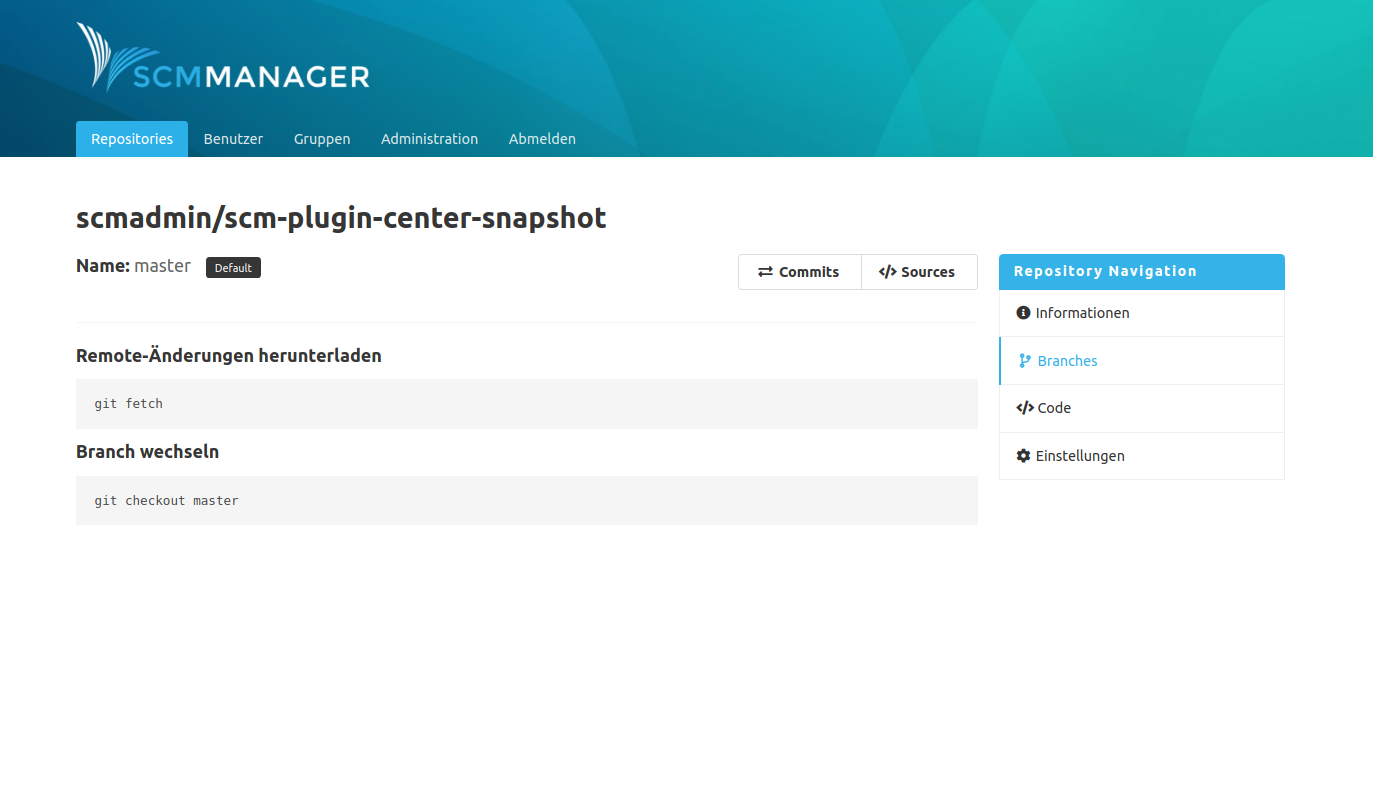 SCMMANAGER
Repositories Benutzer Gruppen Administration Abmelden
scmadmin/scm-plugin-center-snapshot
Name: master Default
Commits Sources
Remote-Änderungen herunterladen
git fetch
Branch wechseln
git checkout master
Repository Navigation
Informationen
Branches
Code
Einstellungen